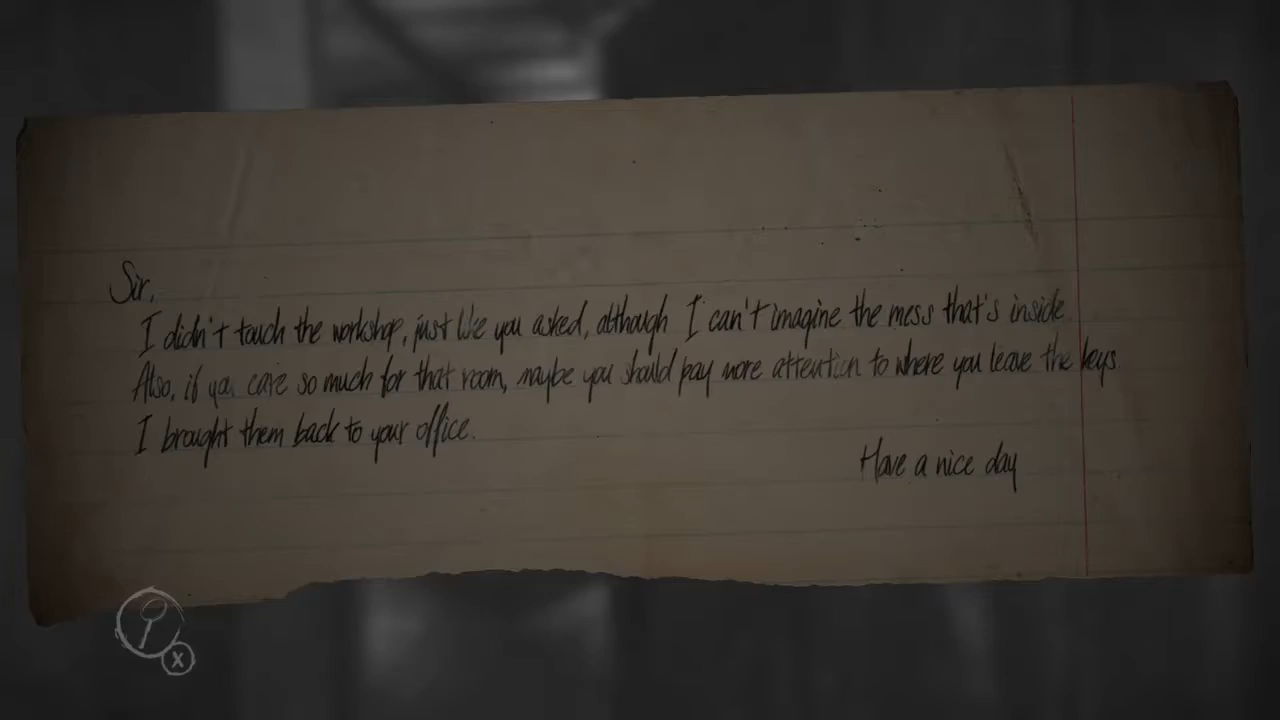 Sir,
I didn't touch the workshop, just like you asked, although I can't imagine the mess that's inside.
Also, if you care so much for that room, maybe you should pay more attention to where you leave the keys.
I brought them back to your office.
Have a nice day
X